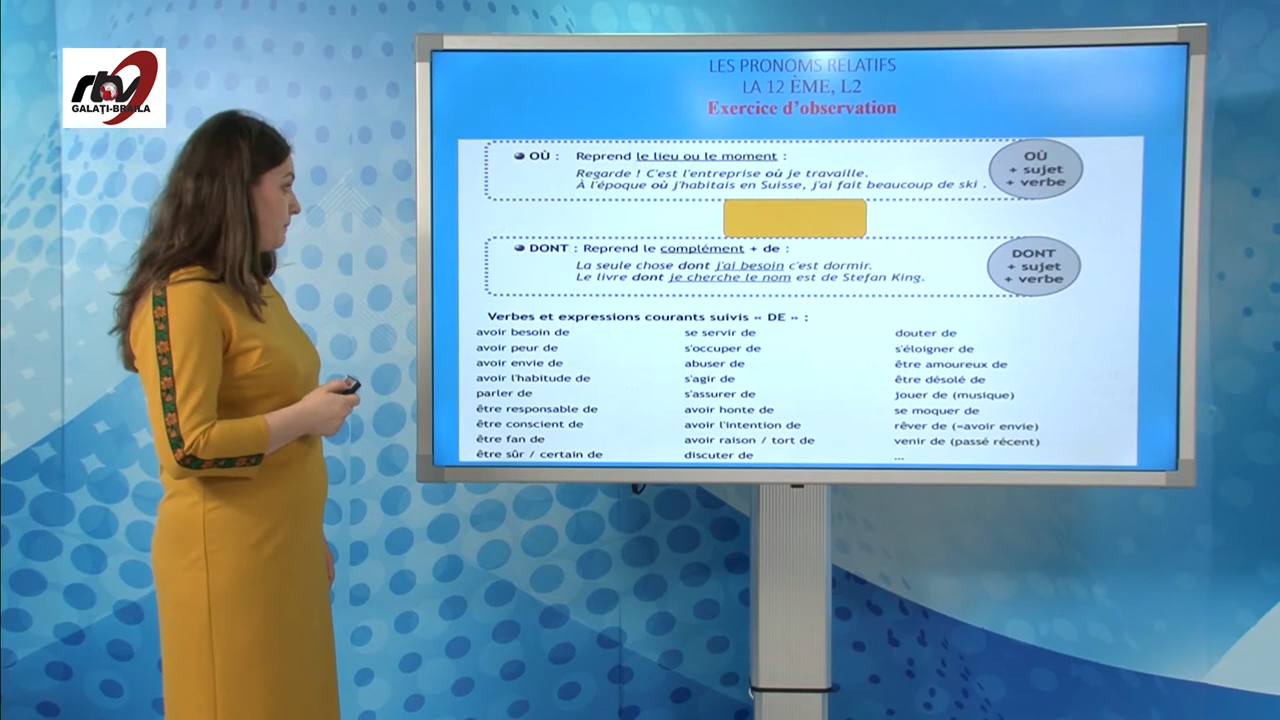 rtv
GALAȚI-BRĂILA
LES PRONOMS RELATIFS
LA 12 ÈME, L2
Exercice d'observation
OÙ : Reprend le lieu ou le moment :
Regarde ! C'est l'entreprise où je travaille.
À l'époque où j'habitais en Suisse, j'ai fait beaucoup de ski .
OÙ
+ sujet
+ verbe
DONT : Reprend le complément + de :
La seule chose dont j'ai besoin c'est dormir.
Le livre dont je cherche le nom est de Stefan King.
DONT
+ sujet
+ verbe
Verbes et expressions courants suivis « DE » :
avoir besoin de
avoir peur de
avoir envie de
avoir l'habitude de
parler de
être responsable de
être conscient de
être fan de
être sûr / certain de
se servir de
s'occuper de
abuser de
s'agir de
s'assurer de
avoir honte de
avoir l'intention de
avoir raison / tort de
discuter de
douter de
s'éloigner de
être amoureux de
être désolé de
jouer de (musique)
se moquer de
rêver de (=avoir envie)
venir de (passé récent)
...